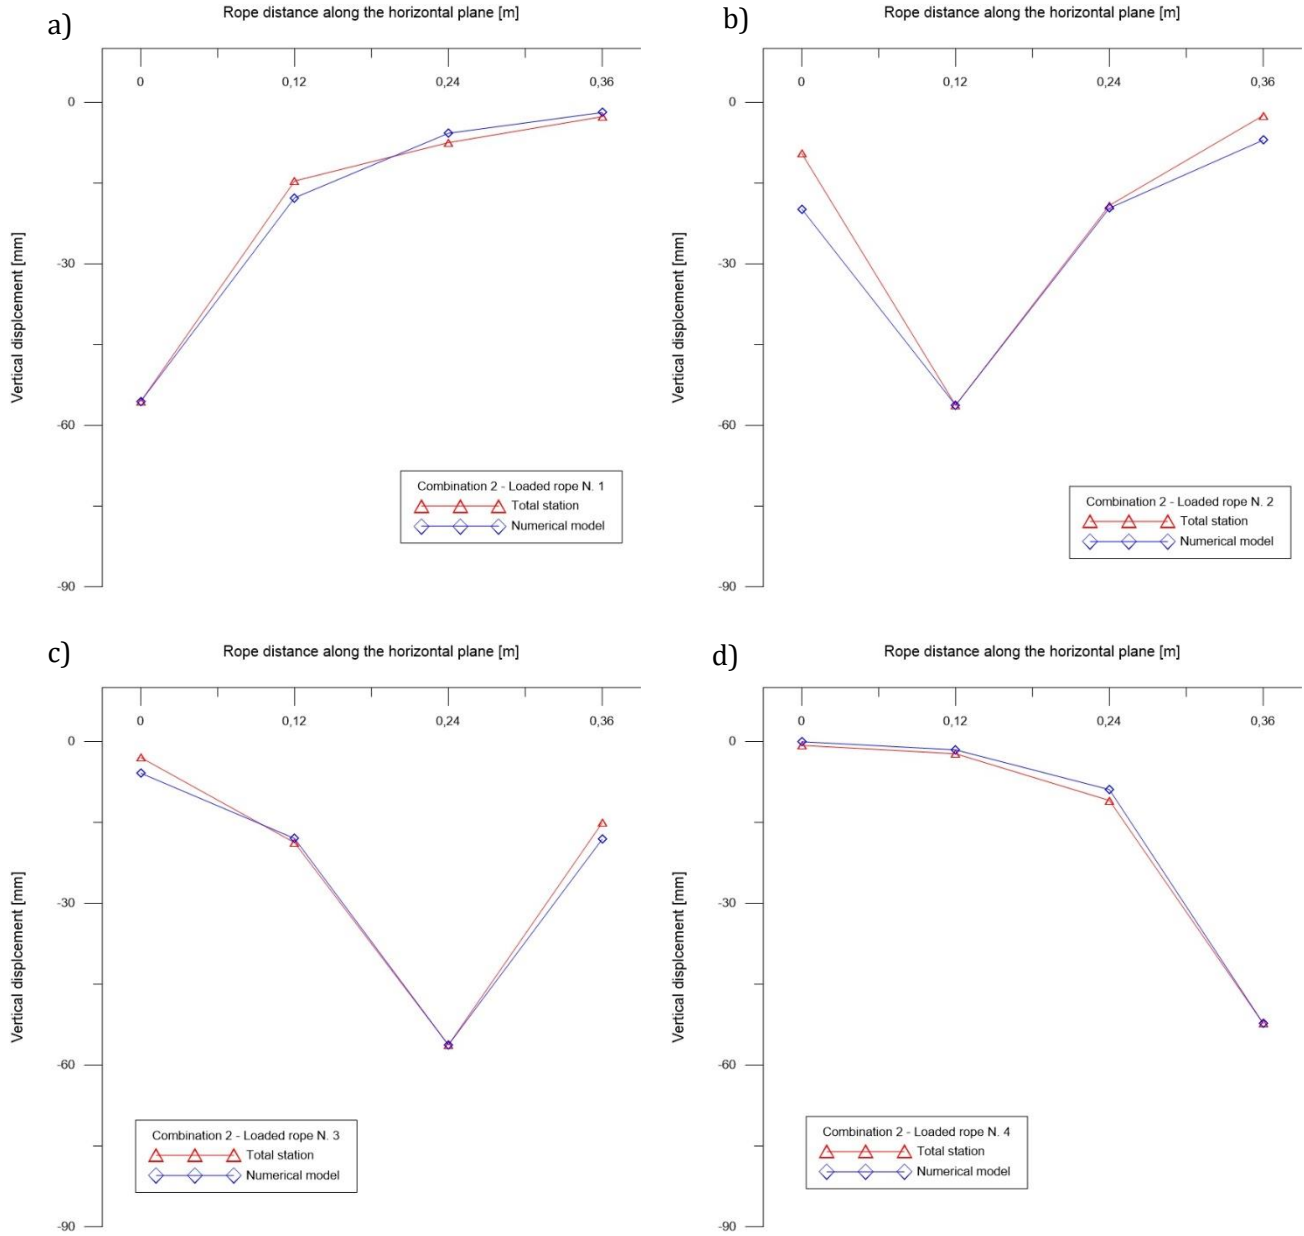 a)
Rope distance along the horizontal plane [m]
0 0,12 0,24 0,36
0
-30
-60
-90
Vertical displcement [mm]
Combination 2 - Loaded rope N. 1
Total station
Numerical model
b)
Rope distance along the horizontal plane [m]
0 0,12 0,24 0,36
0
-30
-60
-90
Vertical displcement [mm]
Combination 2 - Loaded rope N. 2
Total station
Numerical model
c)
Rope distance along the horizontal plane [m]
0 0,12 0,24 0,36
0
-30
-60
-90
Vertical displcement [mm]
Combination 2 - Loaded rope N. 3
Total station
Numerical model
d)
Rope distance along the horizontal plane [m]
0 0,12 0,24 0,36
0
-30
-60
-90
Vertical displcement [mm]
Combination 2 - Loaded rope N. 4
Total station
Numerical model